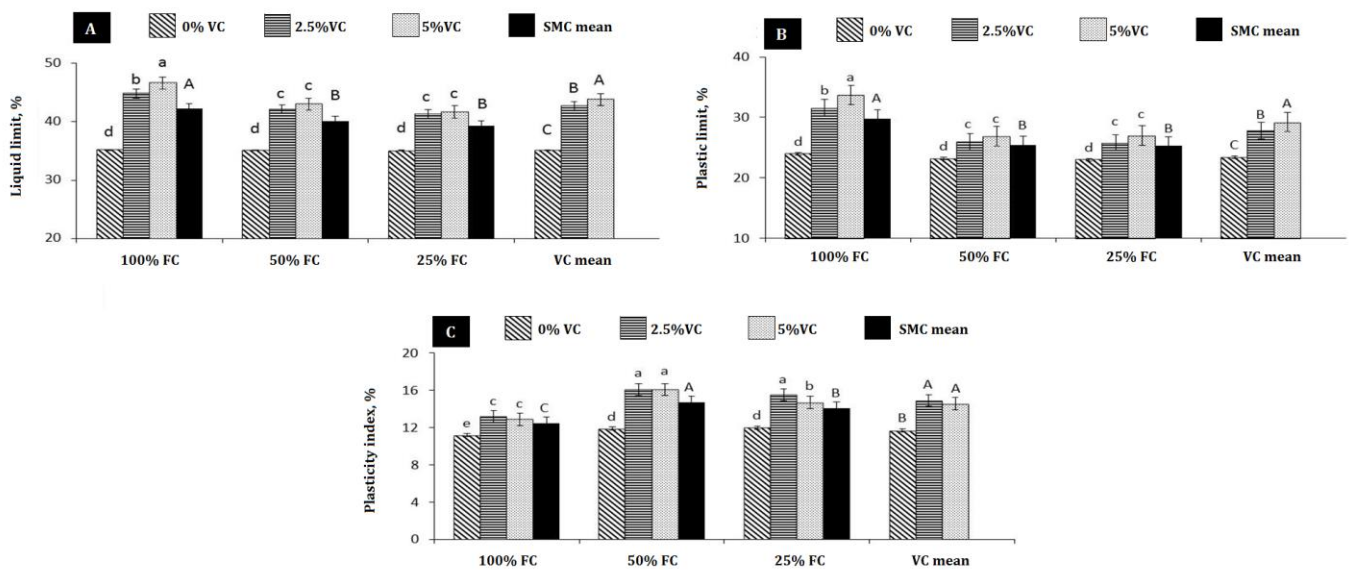 A
0% VC
2.5%VC
5%VC
SMC mean
Liquid limit, %
50
40
30
20
d
b
a
A
d
c
c
B
d
c
c
B
C
B
A
100% FC
50% FC
25% FC
VC mean
B
0% VC
2.5%VC
5%VC
SMC mean
Plastic limit, %
40
30
20
10
d
b
a
A
d
c
c
B
d
c
c
B
C
B
A
100% FC
50% FC
25% FC
VC mean
C
0% VC
2.5%VC
5%VC
SMC mean
Plasticity index, %
20
16
12
8
4
0
e
c
c
C
d
a
a
A
d
a
b
B
B
A
A
100% FC
50% FC
25% FC
VC mean